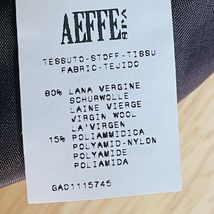 AEFFE SPA
TESSUTO-STOFF-TISSU
FABRIC-TEJIDO
80% LANA VERGINE
SCHURWOLLE
LAINE VIERGE
VIRGIN WOOL
LA'VIRGEN
15% POLIAMMIDICA
POLYAMID-NYLON
POLYAMIDE
POLIAMIDA
GAO1115745